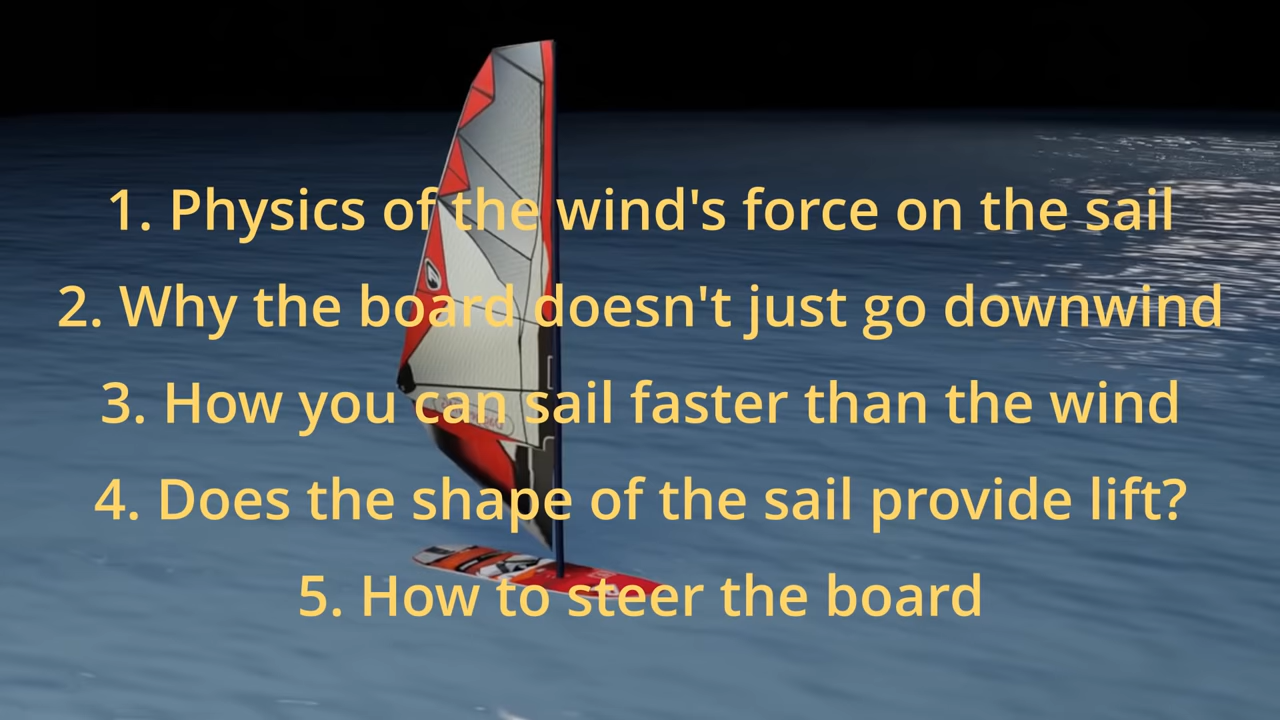 1. Physics of the wind's force on the sail
2. Why the board doesn't just go downwind
3. How you can sail faster than the wind
4. Does the shape of the sail provide lift?
5. How to steer the board